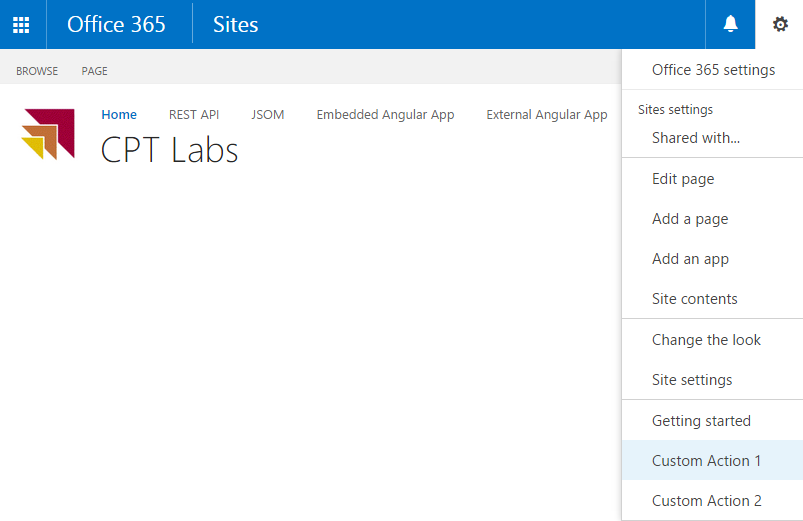 Office 365 Sites
BROWSE PAGE
Office 365 settings
Sites settings
Shared with...
Home REST API JSOM Embedded Angular App External Angular App
CPT Labs
Edit page
Add a page
Add an app
Site contents
Change the look
Site settings
Getting started
Custom Action 1
Custom Action 2